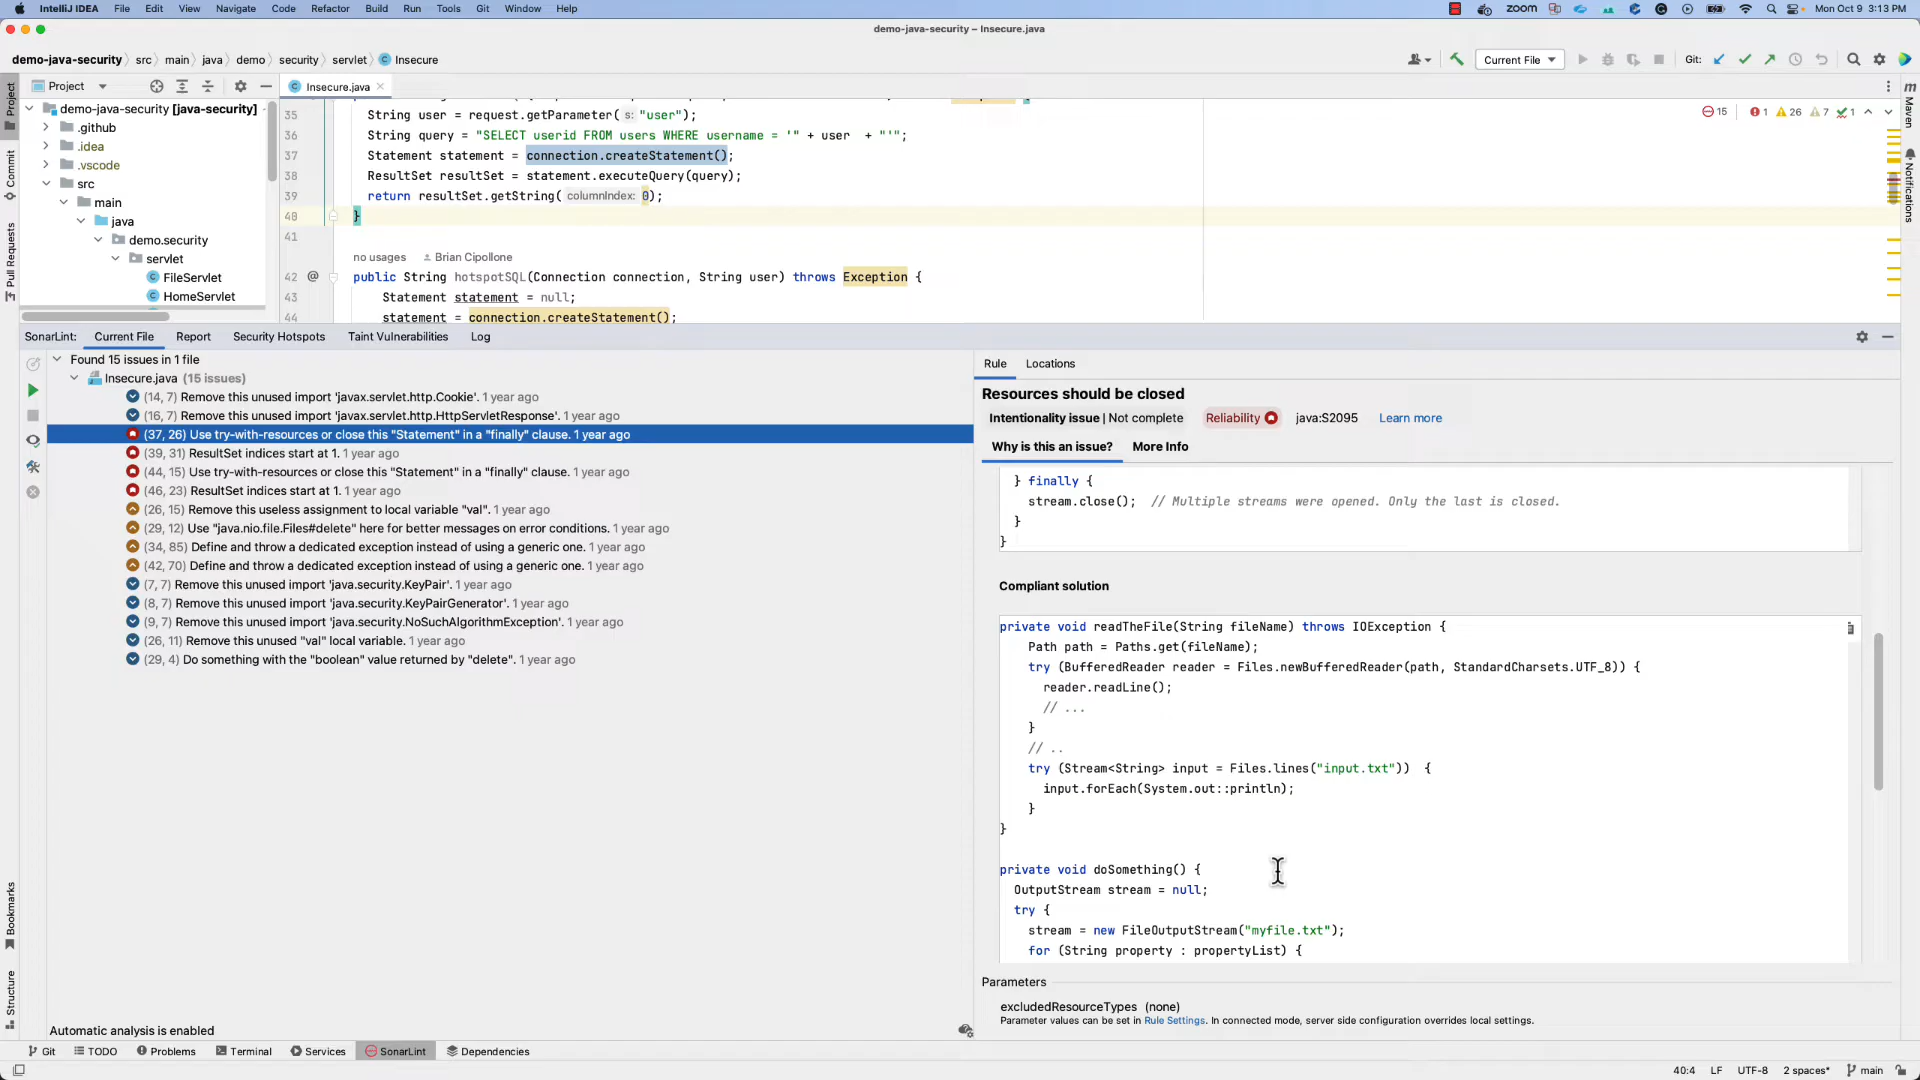 IntelliJ IDEA File Edit View Navigate Code Refactor Build Run Tools Git Window Help zoom Mon Oct 9 3:13 PM
demo-java-security – Insecure.java
demo-java-security src main java demo security servlet Insecure Current File Git:
Project Insecure.java
demo-java-security [java-security]
.github
.idea
.vscode
src
main
java
demo.security
servlet
FileServlet
HomeServlet
Project
Commit
Pull Requests
Bookmarks
Structure
Maven
Notifications
15 1 26 7 1
35 String user = request.getParameter( s: "user");
36 String query = "SELECT userid FROM users WHERE username = '" + user  + "'";
37 Statement statement = connection.createStatement();
38 ResultSet resultSet = statement.executeQuery(query);
39 return resultSet.getString( columnIndex: 0);
40 }
41
no usages Brian Cipollone
42 @ public String hotspotSQL(Connection connection, String user) throws Exception {
43 Statement statement = null;
44 statement = connection.createStatement();
SonarLint: Current File Report Security Hotspots Taint Vulnerabilities Log
Found 15 issues in 1 file
Insecure.java (15 issues)
(14, 7) Remove this unused import 'javax.servlet.http.Cookie'. 1 year ago
(16, 7) Remove this unused import 'javax.servlet.http.HttpServletResponse'. 1 year ago
(37, 26) Use try-with-resources or close this "Statement" in a "finally" clause. 1 year ago
(39, 31) ResultSet indices start at 1. 1 year ago
(44, 15) Use try-with-resources or close this "Statement" in a "finally" clause. 1 year ago
(46, 23) ResultSet indices start at 1. 1 year ago
(26, 15) Remove this useless assignment to local variable "val". 1 year ago
(29, 12) Use "java.nio.file.Files#delete" here for better messages on error conditions. 1 year ago
(34, 85) Define and throw a dedicated exception instead of using a generic one. 1 year ago
(42, 70) Define and throw a dedicated exception instead of using a generic one. 1 year ago
(7, 7) Remove this unused import 'java.security.KeyPair'. 1 year ago
(8, 7) Remove this unused import 'java.security.KeyPairGenerator'. 1 year ago
(9, 7) Remove this unused import 'java.security.NoSuchAlgorithmException'. 1 year ago
(26, 11) Remove this unused "val" local variable. 1 year ago
(29, 4) Do something with the "boolean" value returned by "delete". 1 year ago
Automatic analysis is enabled
Rule Locations
Resources should be closed
Intentionality issue | Not complete Reliability java:S2095 Learn more
Why is this an issue? More Info
} finally {
stream.close();  // Multiple streams were opened. Only the last is closed.
}
}
Compliant solution
private void readTheFile(String fileName) throws IOException {
Path path = Paths.get(fileName);
try (BufferedReader reader = Files.newBufferedReader(path, StandardCharsets.UTF_8)) {
reader.readLine();
// ...
}
// ..
try (Stream<String> input = Files.lines("input.txt"))  {
input.forEach(System.out::println);
}
}
private void doSomething() {
OutputStream stream = null;
try {
stream = new FileOutputStream("myfile.txt");
for (String property : propertyList) {
Parameters
excludedResourceTypes (none)
Parameter values can be set in Rule Settings. In connected mode, server side configuration overrides local settings.
Git TODO Problems Terminal Services SonarLint Dependencies
40:4 LF UTF-8 2 spaces* main